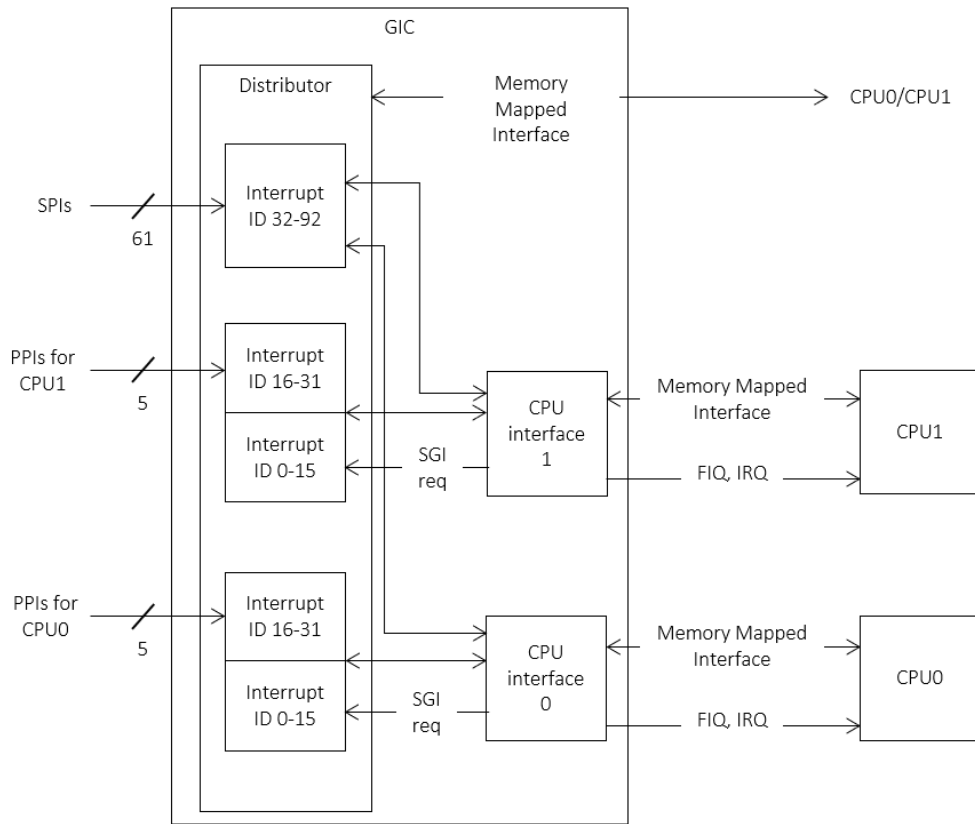 GIC
Distributor
Memory
Mapped
Interface
CPU0/CPU1
Interrupt
ID 32-92
SPIs
61
Interrupt
ID 16-31
PPIs for
CPU1
5
Interrupt
ID 0-15
SGI
req
CPU
interface
1
Memory Mapped
Interface
FIQ, IRQ
CPU1
Interrupt
ID 16-31
PPIs for
CPU0
5
Interrupt
ID 0-15
SGI
req
CPU
interface
0
Memory Mapped
Interface
FIQ, IRQ
CPU0